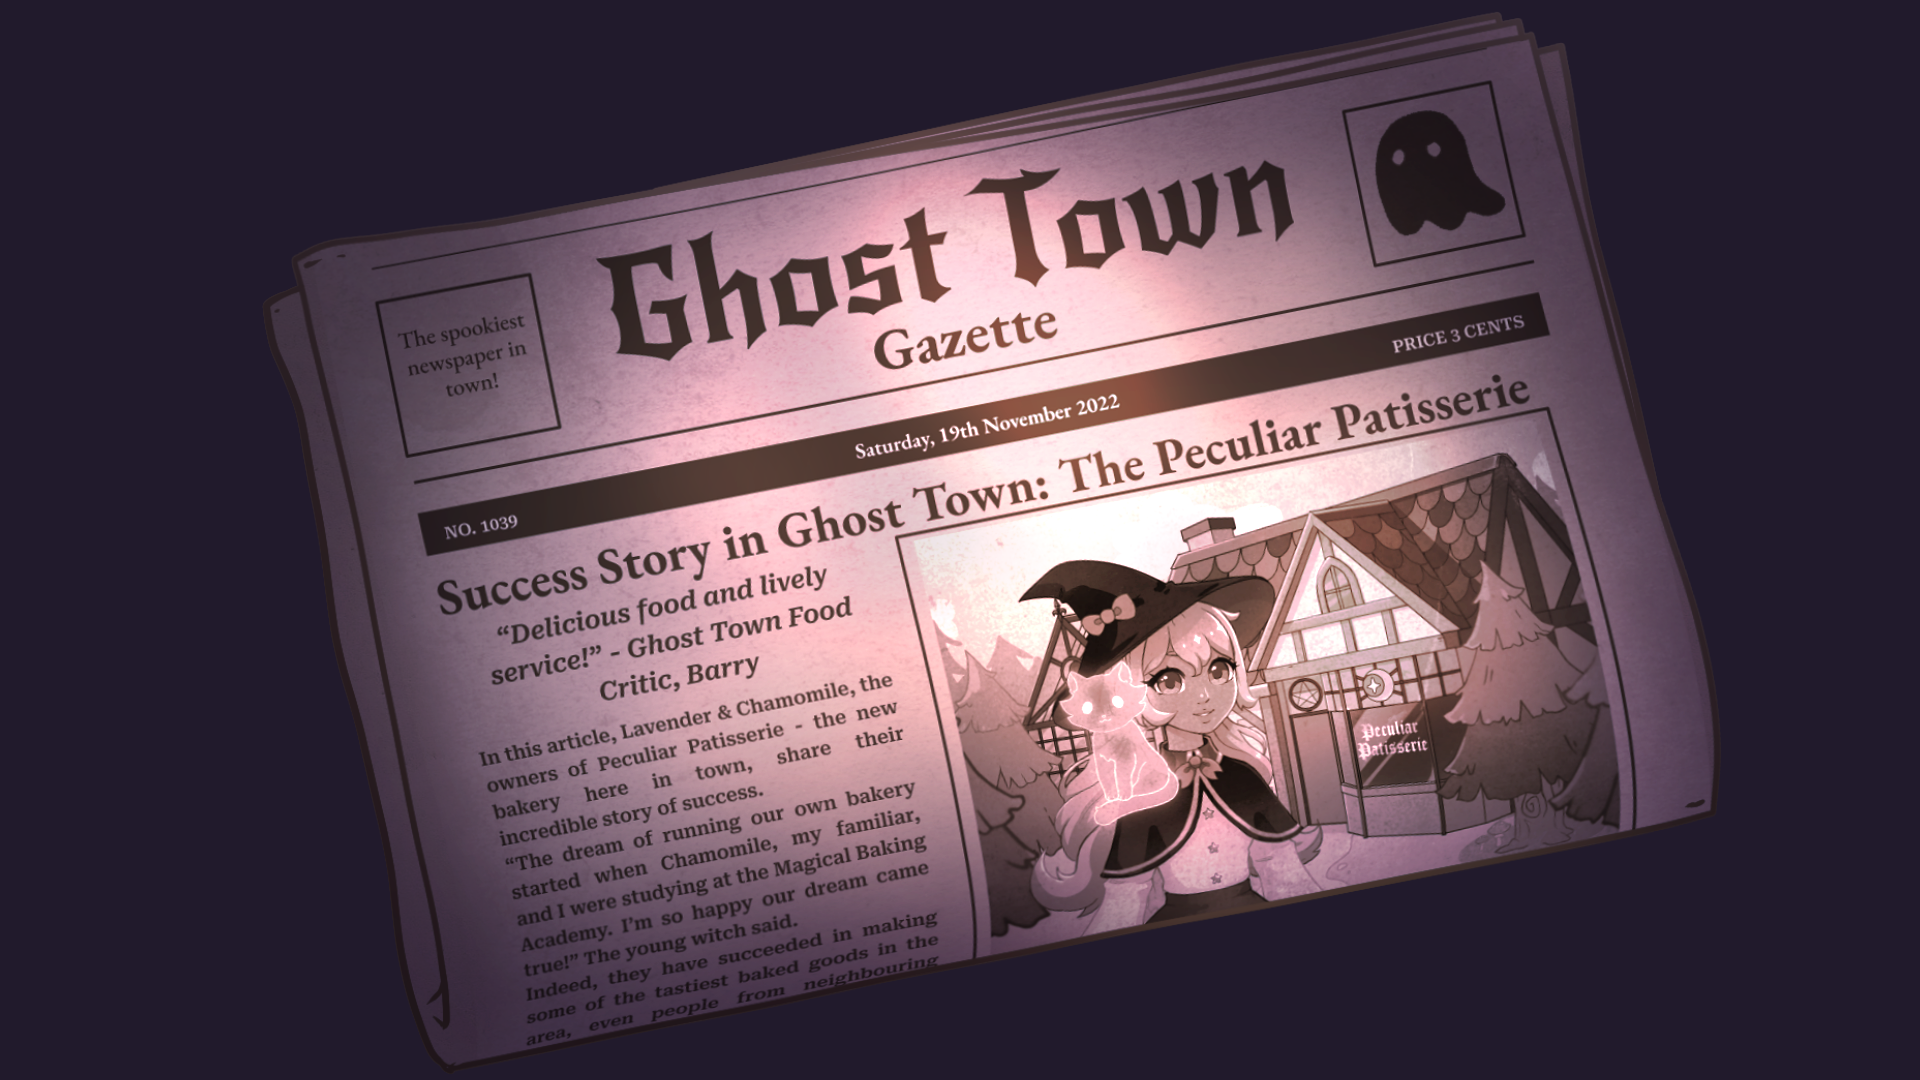 The spookiest
newspaper in
town!
Ghost Town
Gazette
NO. 1039
Saturday, 19th November 2022
PRICE 3 CENTS
Success Story in Ghost Town: The Peculiar Patisserie
“Delicious food and lively
service!” - Ghost Town Food
Critic, Barry
In this article, Lavender & Chamomile, the
owners of Peculiar Patisserie - the new
bakery here in town, share their
incredible story of success.
“The dream of running our own bakery
started when Chamomile, my familiar,
and I were studying at the Magical Baking
Academy. I’m so happy our dream came
true!” The young witch said.
Indeed, they have succeeded in making
some of the tastiest baked goods in the
area, even people from neighbouring
Peculiar
Patisserie